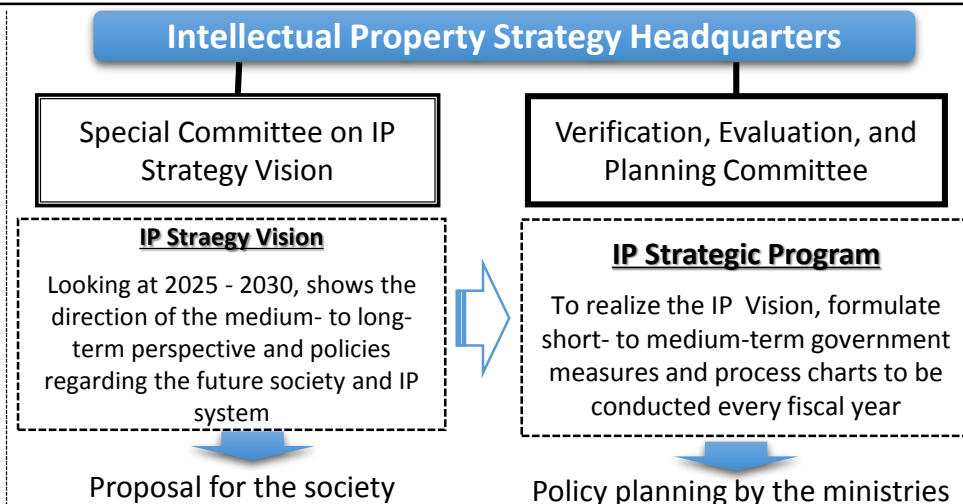 Intellectual Property Strategy Headquarters
Special Committee on IP
Strategy Vision
Verification, Evaluation, and
Planning Committee
IP Straegy Vision
Looking at 2025 - 2030, shows the
direction of the medium- to long-
term perspective and policies
regarding the future society and IP
system
IP Strategic Program
To realize the IP Vision, formulate
short- to medium-term government
measures and process charts to be
conducted every fiscal year
Proposal for the society
Policy planning by the ministries